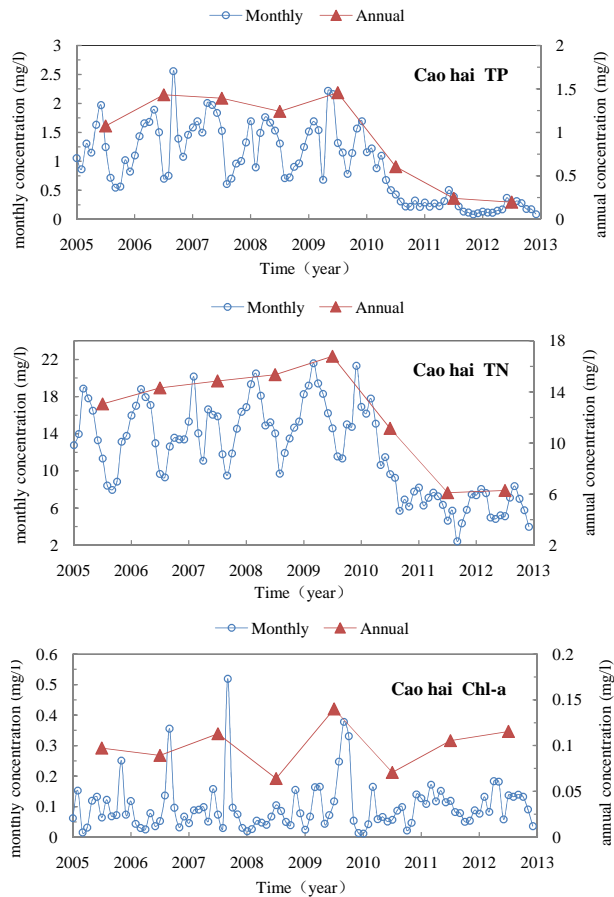 Monthly Annual
Cao hai TP
monthly concentration (mg/l)
3
2.5
2
1.5
1
0.5
0
annual concentration (mg/l)
2
1.5
1
0.5
0
2005 2006 2007 2008 2009 2010 2011 2012 2013
Time（year）
Monthly Annual
Cao hai TN
monthly concentration (mg/l)
22
18
14
10
6
2
annual concentration (mg/l)
18
14
10
6
2
2005 2006 2007 2008 2009 2010 2011 2012 2013
Time（year）
Monthly Annual
Cao hai Chl-a
monthly concentration (mg/l)
0.6
0.5
0.4
0.3
0.2
0.1
0
annual concentration (mg/l)
0.2
0.15
0.1
0.05
0
2005 2006 2007 2008 2009 2010 2011 2012 2013
Time（year）